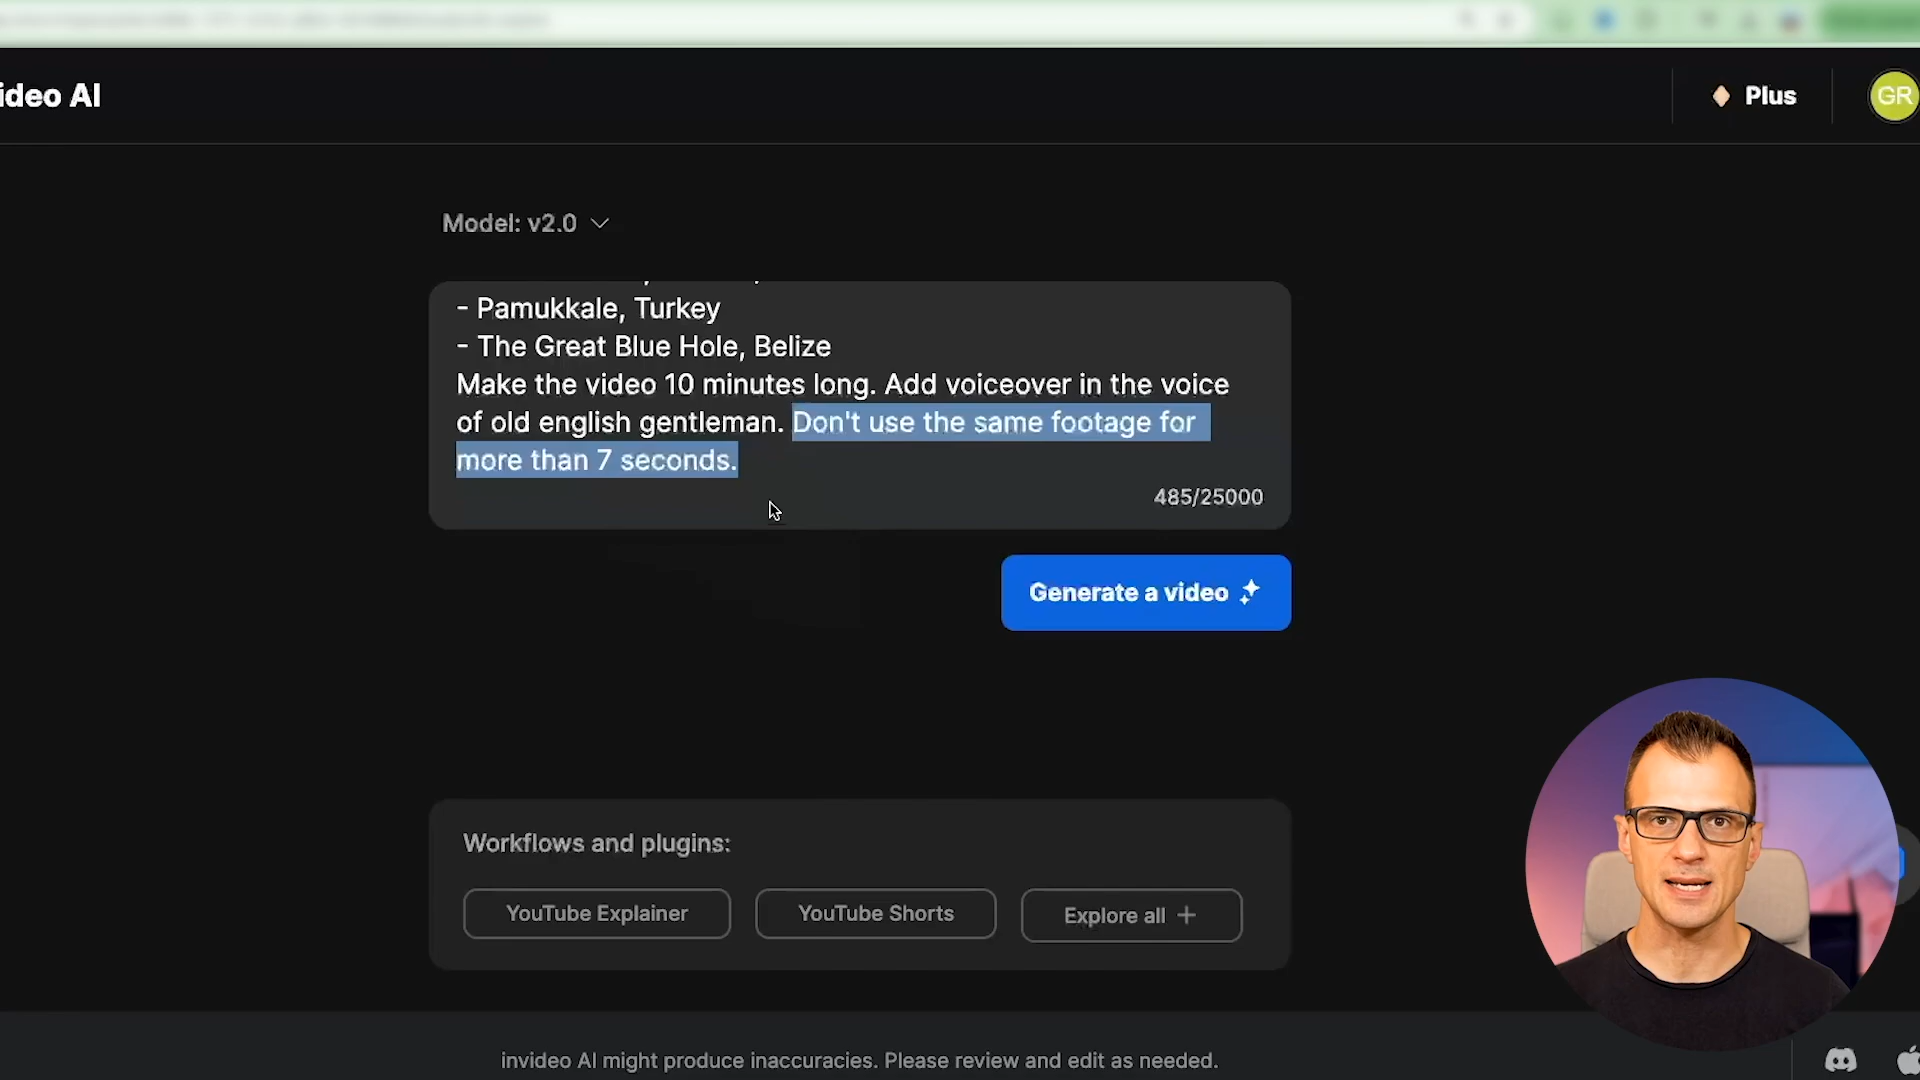 ideo AI
Plus
GR
Model: v2.0
- Pamukkale, Turkey
- The Great Blue Hole, Belize
Make the video 10 minutes long. Add voiceover in the voice
of old english gentleman. Don't use the same footage for
more than 7 seconds.
485/25000
Generate a video
Workflows and plugins:
YouTube Explainer
YouTube Shorts
Explore all +
invideo AI might produce inaccuracies. Please review and edit as needed.